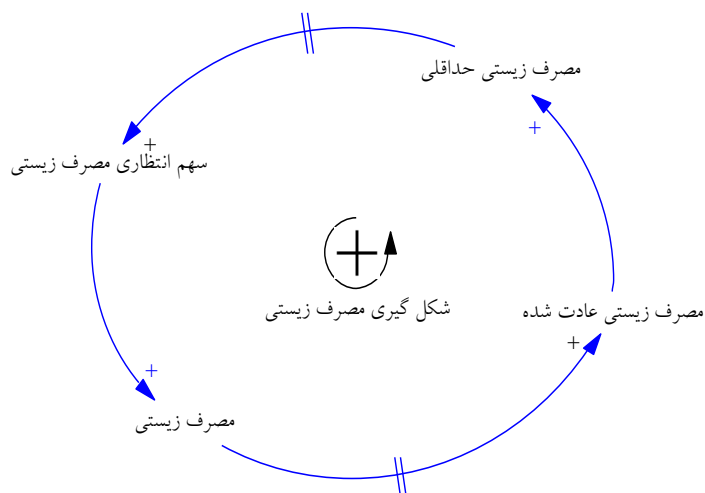 مصرف زیستی حداقلی
+
+
سهم انتظاری مصرف زیستی
+
شکل گیری مصرف زیستی
مصرف زیستی عادت شده
+
+
مصرف زیستی